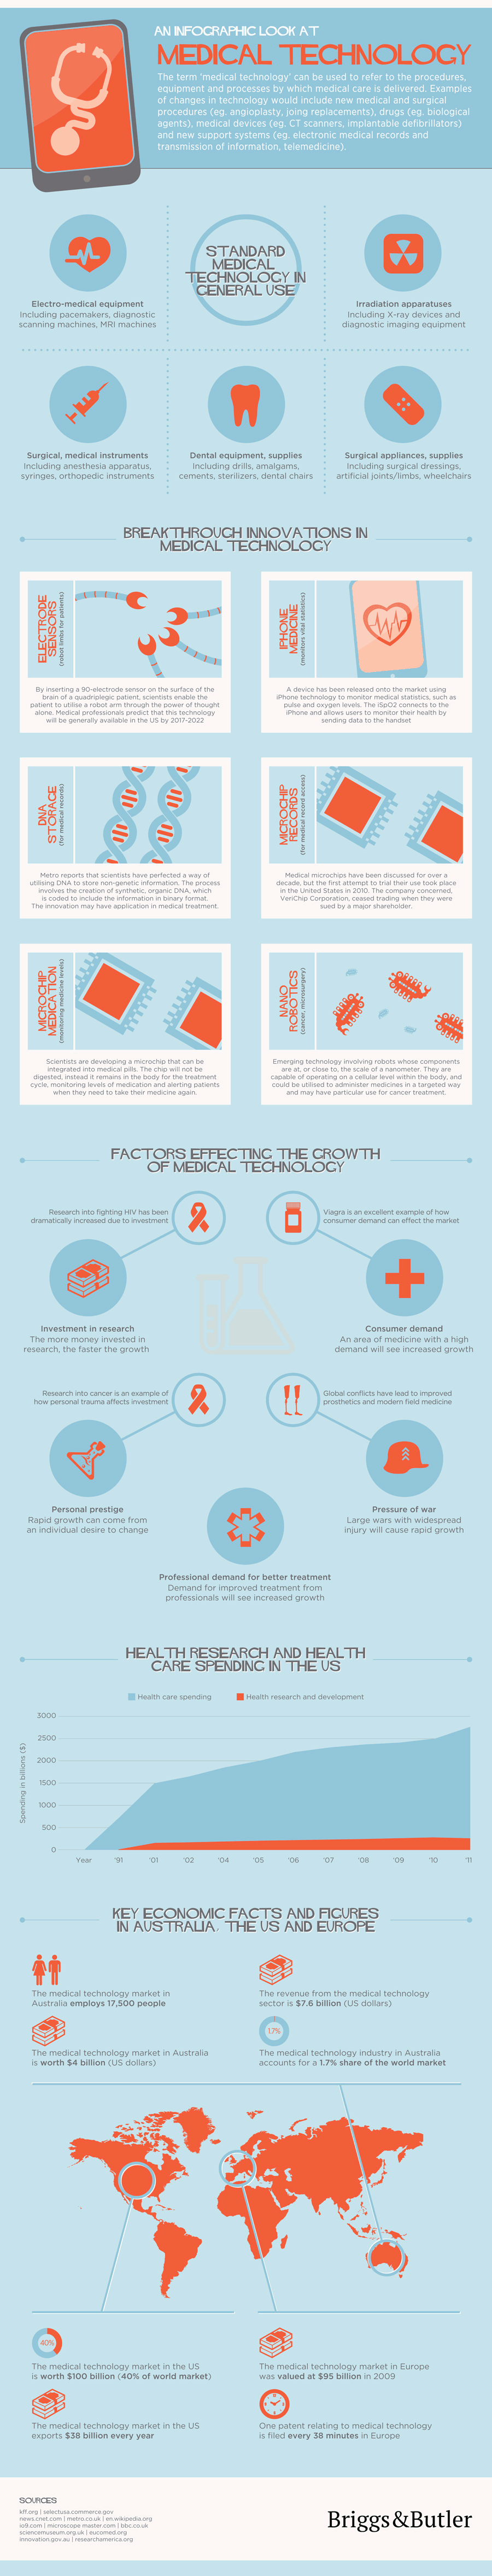 AN INFOGRAPHIC LOOK AT
MEDICAL TECHNOLOGY
The term 'medical technology' can be used to refer to the procedures,
equipment and processes by which medical care is delivered. Examples
of changes in technology would include new medical and surgical
procedures (eg. angioplasty, joing replacements), drugs (eg. biological
agents), medical devices (eg. CT scanners, implantable defibrillators)
and new support systems (eg. electronic medical records and
transmission of information, telemedicine).
STANDARD
MEDICAL
TECHNOLOGY IN
GENERAL USE
Electro-medical equipment
Including pacemakers, diagnostic
scanning machines, MRI machines
Irradiation apparatuses
Including X-ray devices and
diagnostic imaging equipment
Surgical, medical instruments
Including anesthesia apparatus,
syringes, orthopedic instruments
Dental equipment, supplies
Including drills, amalgams,
cements, sterilizers, dental chairs
Surgical appliances, supplies
Including surgical dressings,
artificial joints/limbs, wheelchairs
BREAKTHROUGH INNOVATIONS IN
MEDICAL TECHNOLOGY
ELECTRODE
SENSORS
(robot limbs for patients)
By inserting a 90-electrode sensor on the surface of the
brain of a quadriplegic patient, scientists enable the
patient to utilise a robot arm through the power of thought
alone. Medical professionals predict that this technology
will be generally available in the US by 2017-2022
IPHONE
MEDICINE
(monitors vital statistics)
A device has been released onto the market using
iPhone technology to monitor medical statistics, such as
pulse and oxygen levels. The iSpO2 connects to the
iPhone and allows users to monitor their health by
sending data to the handset
DNA
STORAGE
(for medical records)
Metro reports that scientists have perfected a way of
utilising DNA to store non-genetic information. The process
involves the creation of synthetic, organic DNA, which
is coded to include the information in binary format.
The innovation may have application in medical treatment.
MICROCHIP
RECORDS
(for medical record access)
Medical microchips have been discussed for over a
decade, but the first attempt to trial their use took place
in the United States in 2010. The company concerned,
VeriChip Corporation, ceased trading when they were
sued by a major shareholder.
MICROCHIP
MEDICATION
(monitoring medicine levels)
Scientists are developing a microchip that can be
integrated into medical pills. The chip will not be
digested, instead it remains in the body for the treatment
cycle, monitoring levels of medication and alerting patients
when they need to take their medicine again.
NANO
ROBOTICS
(cancer, microsurgery)
Emerging technology involving robots whose components
are at, or close to, the scale of a nanometer. They are
capable of operating on a cellular level within the body, and
could be utilised to administer medicines in a targeted way
and may have particular use for cancer treatment.
FACTORS EFFECTING THE GROWTH
OF MEDICAL TECHNOLOGY
Research into fighting HIV has been
dramatically increased due to investment
Viagra is an excellent example of how
consumer demand can effect the market
Investment in research
The more money invested in
research, the faster the growth
Consumer demand
An area of medicine with a high
demand will see increased growth
Research into cancer is an example of
how personal trauma affects investment
Global conflicts have lead to improved
prosthetics and modern field medicine
Personal prestige
Rapid growth can come from
an individual desire to change
Pressure of war
Large wars with widespread
injury will cause rapid growth
Professional demand for better treatment
Demand for improved treatment from
professionals will see increased growth
HEALTH RESEARCH AND HEALTH
CARE SPENDING IN THE US
Health care spending
Health research and development
Spending in billions ($)
3000
2500
2000
1500
1000
500
0
Year '91 '01 '02 '04 '05 '06 '07 '08 '09 '10 '11
KEY ECONOMIC FACTS AND FIGURES
IN AUSTRALIA, THE US AND EUROPE
The medical technology market in
Australia employs 17,500 people
The revenue from the medical technology
sector is $7.6 billion (US dollars)
The medical technology market in Australia
is worth $4 billion (US dollars)
1.7%
The medical technology industry in Australia
accounts for a 1.7% share of the world market
40%
The medical technology market in the US
is worth $100 billion (40% of world market)
The medical technology market in Europe
was valued at $95 billion in 2009
The medical technology market in the US
exports $38 billion every year
One patent relating to medical technology
is filed every 38 minutes in Europe
SOURCES
kff.org | selectusa.commerce.gov
news.cnet.com | metro.co.uk | en.wikipedia.org
io9.com | microscope master.com | bbc.co.uk
sciencemuseum.org.uk | eucomed.org
innovation.gov.au | researchamerica.org
Briggs&Butler